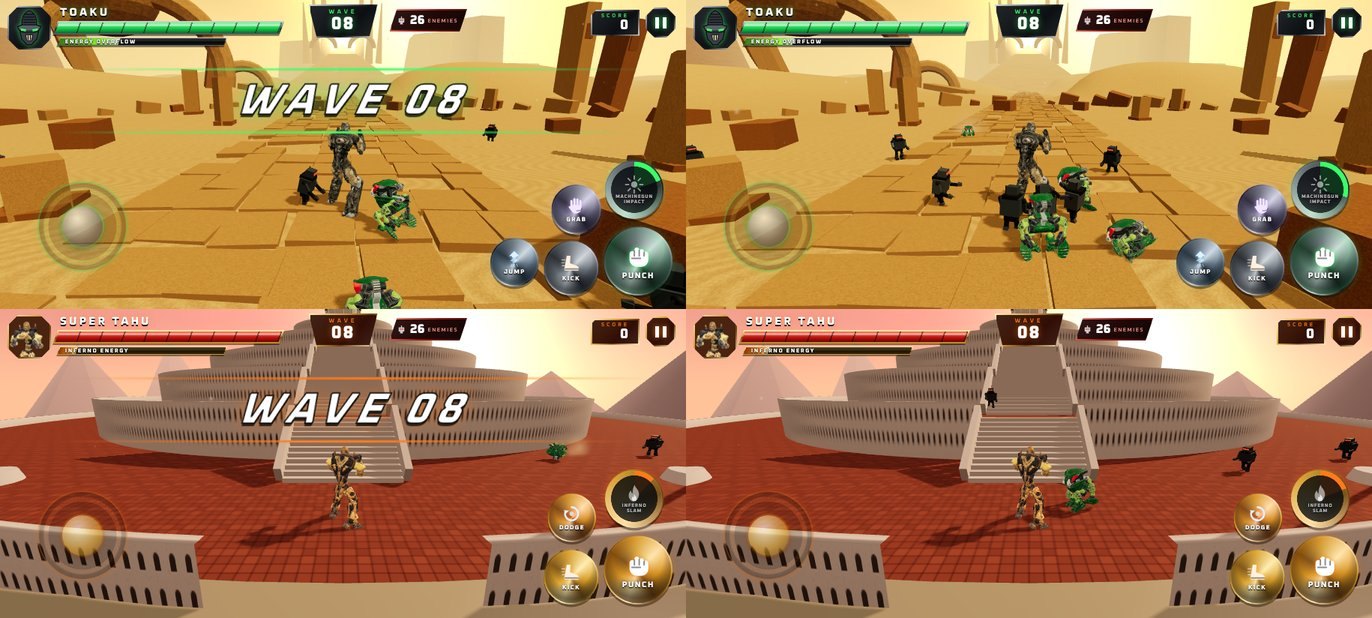 TOAKU
ENERGY OVERFLOW
WAVE
08
26 ENEMIES
SCORE
0
WAVE 08
MACHINEGUN
IMPACT
GRAB
JUMP
KICK
PUNCH
TOAKU
ENERGY OVERFLOW
WAVE
08
26 ENEMIES
SCORE
0
MACHINEGUN
IMPACT
GRAB
JUMP
KICK
PUNCH
SUPER TAHU
INFERNO ENERGY
WAVE
08
26 ENEMIES
SCORE
0
WAVE 08
INFERNO
SLAM
DODGE
KICK
PUNCH
SUPER TAHU
INFERNO ENERGY
WAVE
08
26 ENEMIES
SCORE
0
INFERNO
SLAM
DODGE
KICK
PUNCH